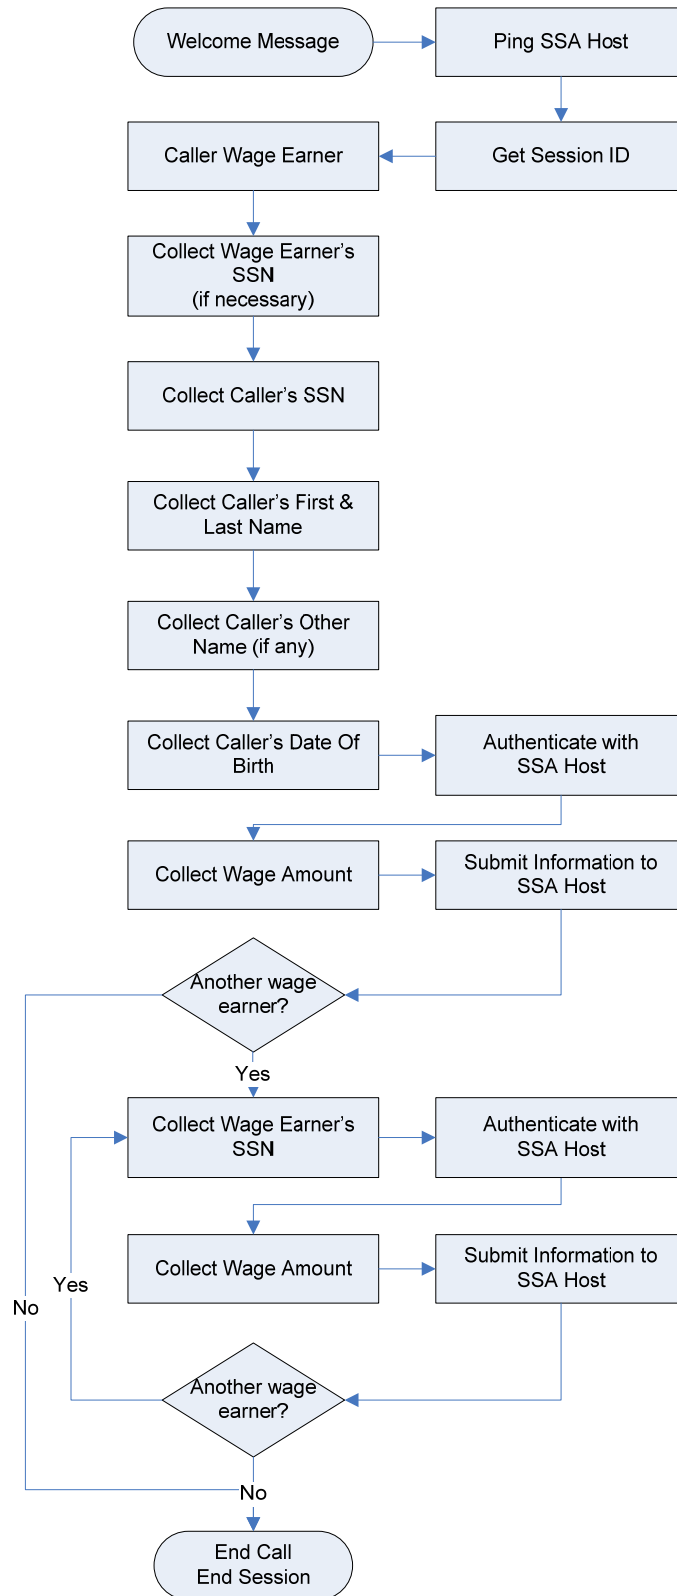 Welcome Message
Ping SSA Host
Caller Wage Earner
Get Session ID
Collect Wage Earner's
SSN
(if necessary)
Collect Caller's SSN
Collect Caller's First &
Last Name
Collect Caller's Other
Name (if any)
Collect Caller's Date Of
Birth
Authenticate with
SSA Host
Collect Wage Amount
Submit Information to
SSA Host
Another wage
earner?
Yes
Collect Wage Earner's
SSN
Authenticate with
SSA Host
Collect Wage Amount
Submit Information to
SSA Host
Yes
No
Another wage
earner?
No
End Call
End Session